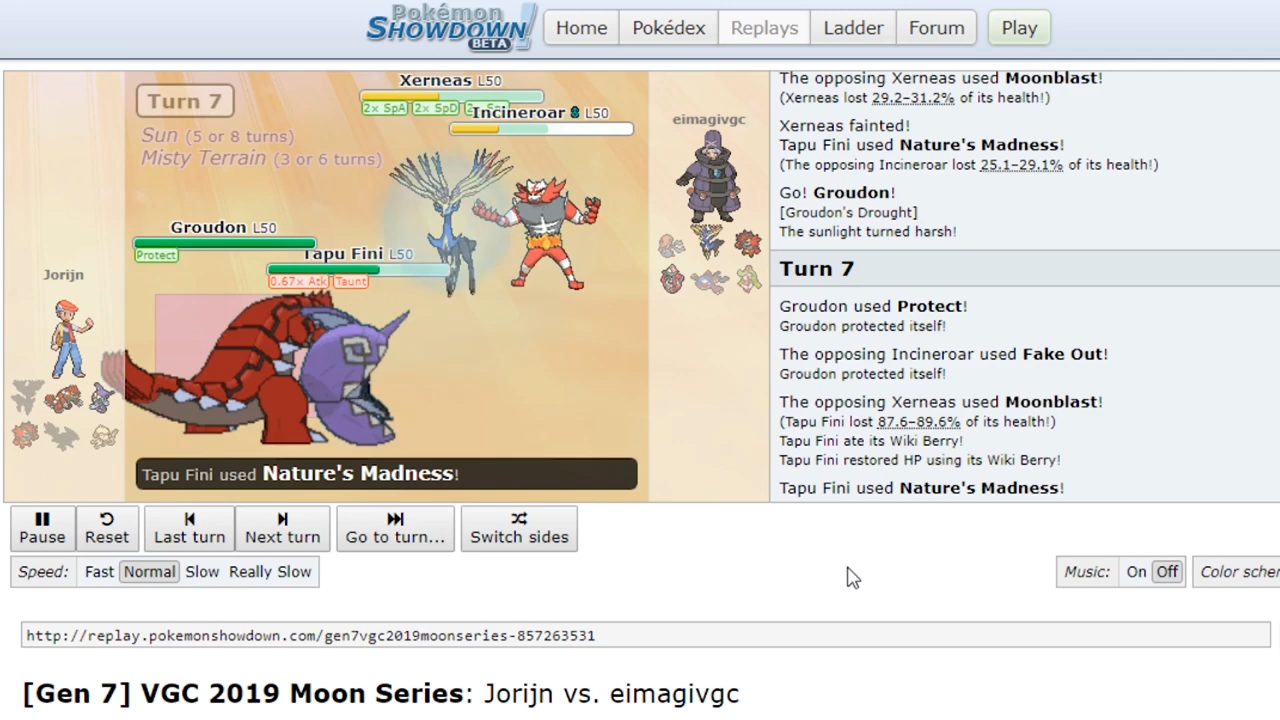 Pokémon
SHOWDOWN!
BETA
Home
Pokédex
Replays
Ladder
Forum
Play
Turn 7
Sun (5 or 8 turns)
Misty Terrain (3 or 6 turns)
Xerneas L50
2× SpA 2× SpD
Incineroar L50
Groudon L50
Protect
Tapu Fini L50
0.67× Atk Taunt
Jorijn
eimagivgc
Tapu Fini used Nature's Madness!
The opposing Xerneas used Moonblast!
(Xerneas lost 29.2–31.2% of its health!)
Xerneas fainted!
Tapu Fini used Nature's Madness!
(The opposing Incineroar lost 25.1–29.1% of its health!)
Go! Groudon!
[Groudon's Drought]
The sunlight turned harsh!
Turn 7
Groudon used Protect!
Groudon protected itself!
The opposing Incineroar used Fake Out!
Groudon protected itself!
The opposing Xerneas used Moonblast!
(Tapu Fini lost 87.6–89.6% of its health!)
Tapu Fini ate its Wiki Berry!
Tapu Fini restored HP using its Wiki Berry!
Tapu Fini used Nature's Madness!
Pause
Reset
Last turn
Next turn
Go to turn...
Switch sides
Speed: Fast Normal Slow Really Slow
Music: On Off
Color scher
http://replay.pokemonshowdown.com/gen7vgc2019moonseries-857263531
[Gen 7] VGC 2019 Moon Series: Jorijn vs. eimagivgc